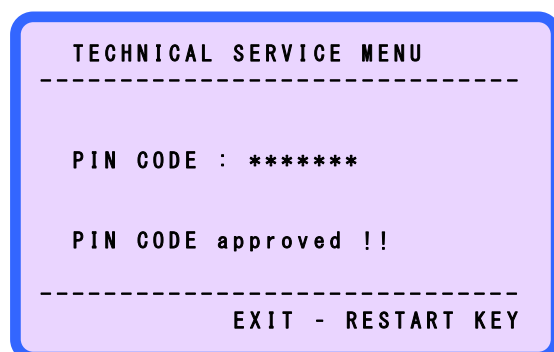 TECHNICAL SERVICE MENU
------------------------------
PIN CODE : *******
PIN CODE approved !!
------------------------------
EXIT - RESTART KEY